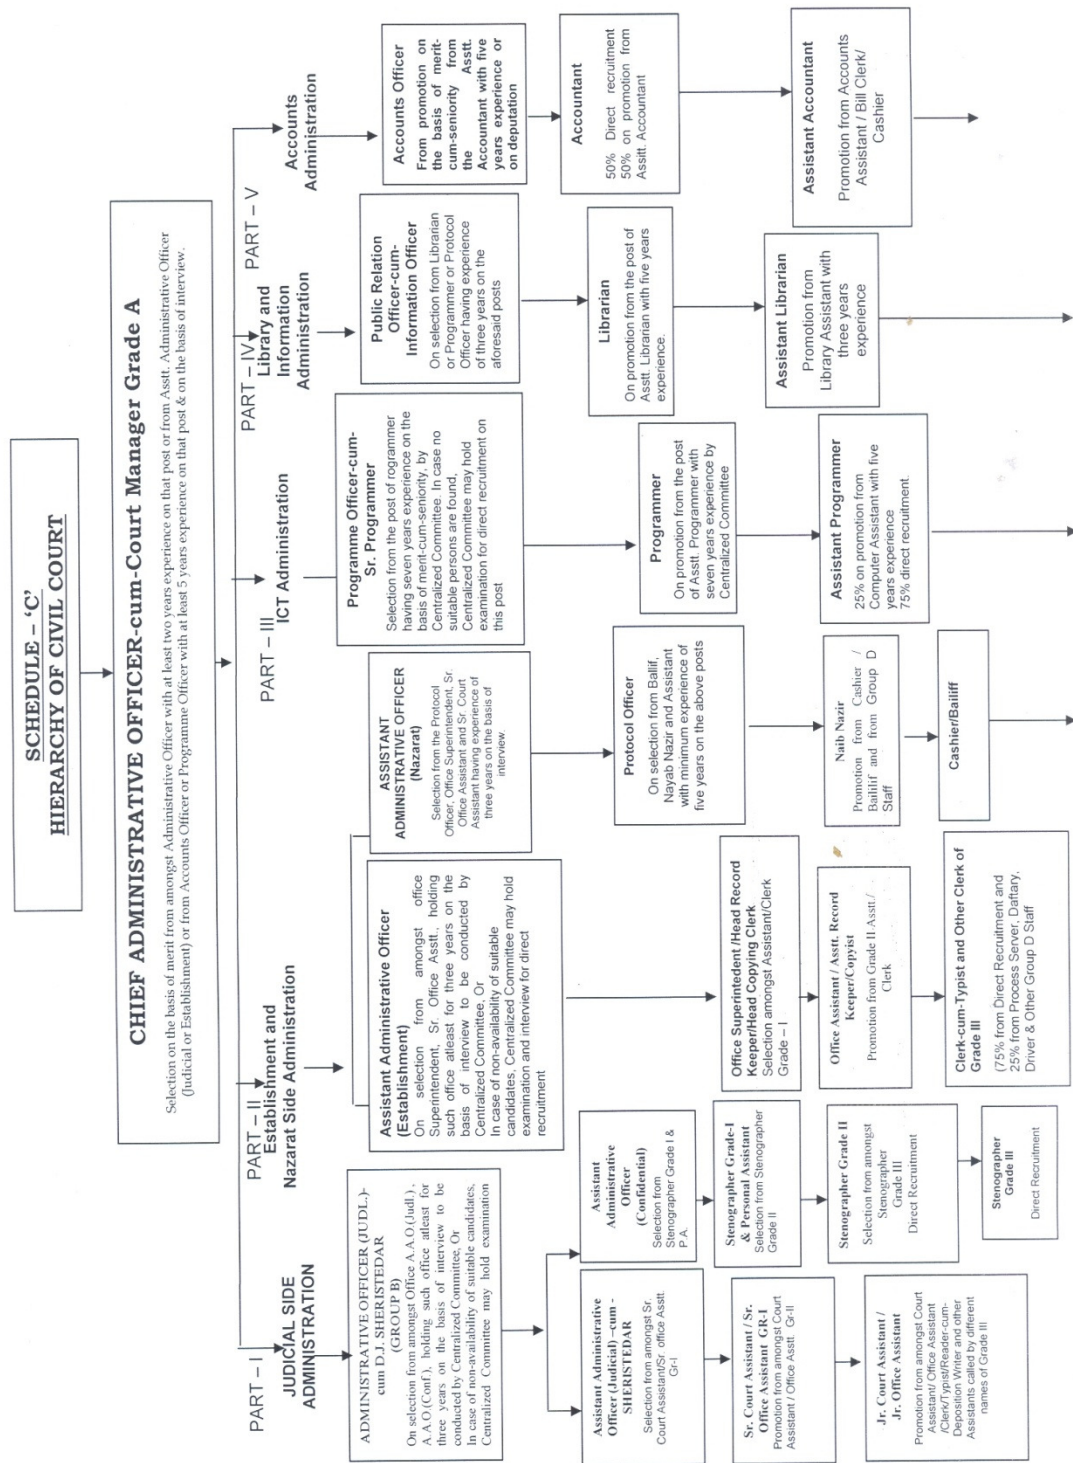 SCHEDULE – ‘C’
HIERARCHY OF CIVIL COURT
CHIEF ADMINISTRATIVE OFFICER-cum-Court Manager Grade A
Selection on the basis of merit from amongst Administrative Officer with at least two years experience on that post or from Asstt. Administrative Officer
(Judicial or Establishment) or from Accounts Officer or Programme Officer with at least 5 years experience on that post & on the basis of interview.
PART – I
JUDICIAL SIDE
ADMINISTRATION
ADMINISTRATIVE OFFICER (JUDL.)-
cum D.J. SHERISTEDAR
(GROUP B)
On selection from amongst Office A.A.O.(Judl.) ,
A.A.O.(Conf.), holding such office atleast for
three years on the basis of interview to be
conducted by Centralized Committee, Or
In case of non-availability of suitable candidates,
Centralized Committee may hold examination
Assistant Administrative
Officer (Judicial) –cum -
SHERISTEDAR
Selection from amongst Sr.
Court Assistant/Sr. office Asstt.
Gr-I
Sr. Court Assistant / Sr.
Office Assistant GR-I
Promotion from amongst Court
Assistant / Office Asstt. Gr-II
Jr. Court Assistant /
Jr. Office Assistant
Promotion from amongst Court
Assistant/ Office Assistant
/Clerk/Typist/Reader-cum-
Deposition Writer and other
Assistants called by different
names of Grade III
Assistant
Administrative
Officer
(Confidential)
Selection from
Stenographer Grade I &
P.A.
Stenographer Grade-I
& Personal Assistant
Selection from Stenographer
Grade II
Stenographer Grade II
Selection from amongst
Stenographer
Grade III
Direct Recruitment
Stenographer
Grade III
Direct Recruitment
PART – II
Establishment and
Nazarat Side Administration
Assistant Administrative Officer
(Establishment)
On selection from amongst office
Superintendent, Sr. Office Asstt., holding
such office atleast for three years on the
basis of interview to be conducted by
Centralized Committee, Or
In case of non-availability of suitable
candidates, Centralized Committee may hold
examination and interview for direct
recruitment
Office Superintedent /Head Record
Keeper/Head Copying Clerk
Selection amongst Assistant/Clerk
Grade – I
Office Assistant / Asstt. Record
Keeper/Copyist
Promotion from Grade II Asstt./
Clerk
Clerk-cum-Typist and Other Clerk of
Grade III
(75% from Direct Recruitment and
25% from Process Server, Daftary,
Driver & Other Group D Staff
ASSISTANT
ADMINISTRATIVE OFFICER
(Nazarat)
Selection from the Protocol
Officer, Office Superintendent, Sr.
Office Assistant and Sr. Court
Assistant having experience of
three years on the basis of
interview.
Protocol Officer
On selection from Ballif,
Nayab Nazir and Assistant
with minimum experience of
five years on the above posts
Naib Nazir
Promotion from Cashier /
Bailiif and from Group D
Staff
Cashier/Bailiff
PART – III
ICT Administration
Programme Officer-cum-
Sr. Programmer
Selection from the post of rogrammer
having seven years experience on the
basis of merit-cum-seniority, by
Centralized Committee. In case no
suitable persons are found,
Centralized Committee may hold
examination for direct recruitment on
this post
Programmer
On promotion from the post
of Asstt. Programmer with
seven years experience by
Centralized Committee
Assistant Programmer
25% on promotion from
Computer Assistant with five
years experience
75% direct recruitment.
PART – IV
Library and
Information
Administration
Public Relation
Officer-cum-
Information Officer
On selection from Librarian
or Programmer or Protocol
Officer having experience
of three years on the
aforesaid posts
Librarian
On promotion from the post of
Asstt. Librarian with five years
experience.
Assistant Librarian
Promotion from
Library Assistant with
three years
experience
PART – V
Accounts
Administration
Accounts Officer
From promotion on
the basis of merit-
cum-seniority from
the Asstt.
Accountant with five
years experience or
on deputation
Accountant
50% Direct recruitment
50% on promotion from
Assitt. Accountant
Assistant Accountant
Promotion from Accounts
Assistant / Bill Clerk/
Cashier